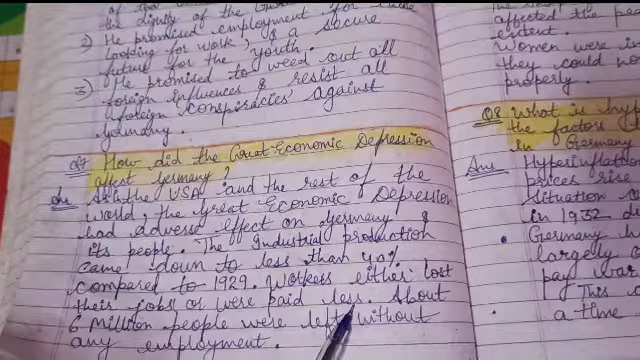 the dignity of the
2) He promised employment for those
looking for work, & a secure
future for the youth.
3) He promised to weed out all
foreign influences & resist all
foreign 'conspiracies' against
Germany.
Q7 How did the Great Economic Depression
affect Germany?
Ans As in the USA and the rest of the
world, the Great Economic Depression
had adverse effect on Germany &
its people. The Industrial production
came down to less than 40%
compared to 1929. Workers either lost
their jobs or were paid less. About
6 million people were left without
any employment.
affected the
extent.
Women were
they could
properly.
Q8 What is
the factors
in Germany
Ans Hyperinflation
prices rise
situation
in 1932
• Germany
largely
pay war
This
a time